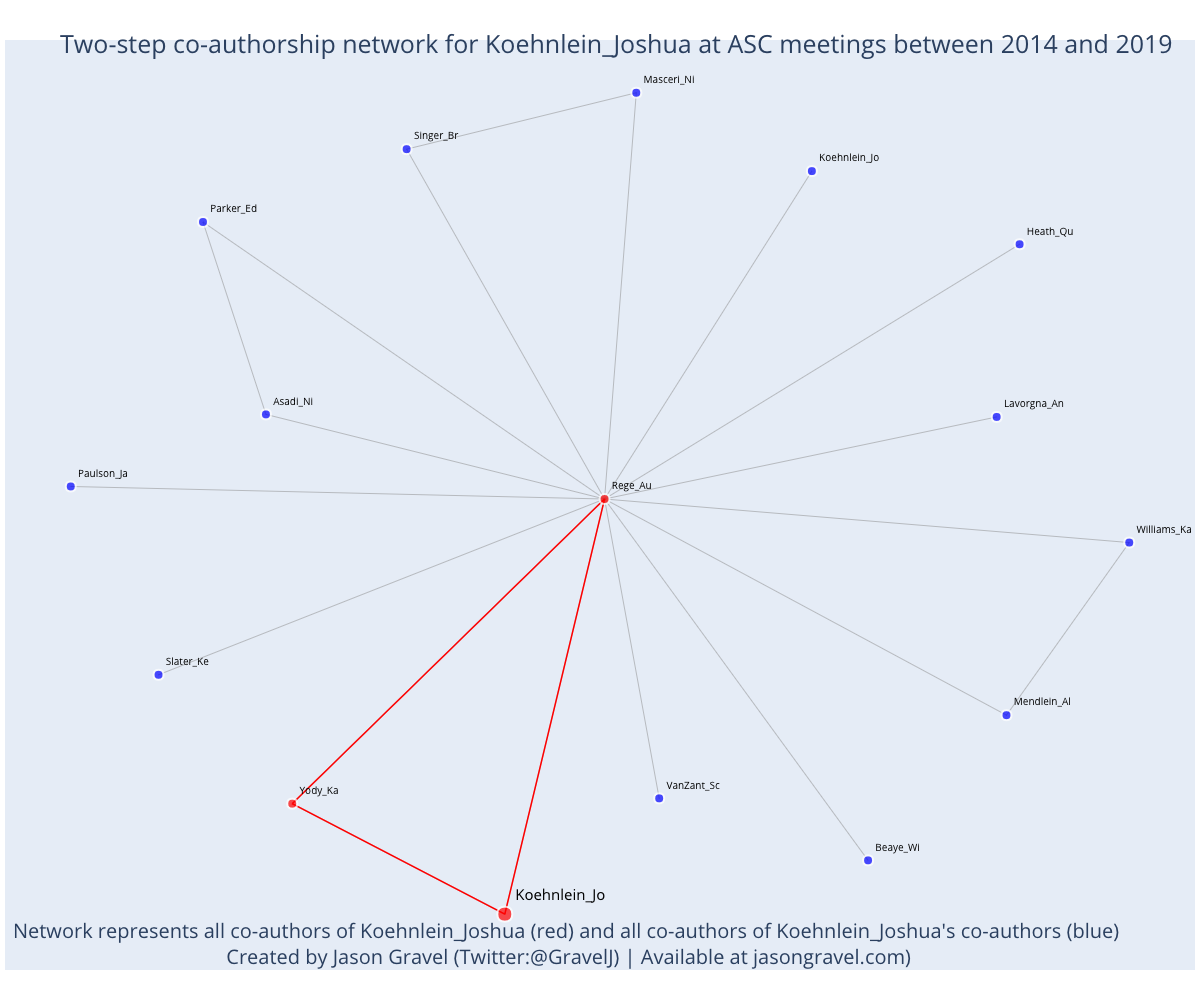 Two-step co-authorship network for Koehnlein_Joshua at ASC meetings between 2014 and 2019
Masceri_Ni
Singer_Br
Koehnlein_Jo
Parker_Ed
Heath_Qu
Asadi_Ni
Lavorgna_An
Paulson_Ja
Rege_Au
Williams_Ka
Slater_Ke
Mendlein_Al
Yody_Ka
VanZant_Sc
Beaye_Wi
Koehnlein_Jo
Network represents all co-authors of Koehnlein_Joshua (red) and all co-authors of Koehnlein_Joshua's co-authors (blue)
Created by Jason Gravel (Twitter:@GravelJ) | Available at jasongravel.com)